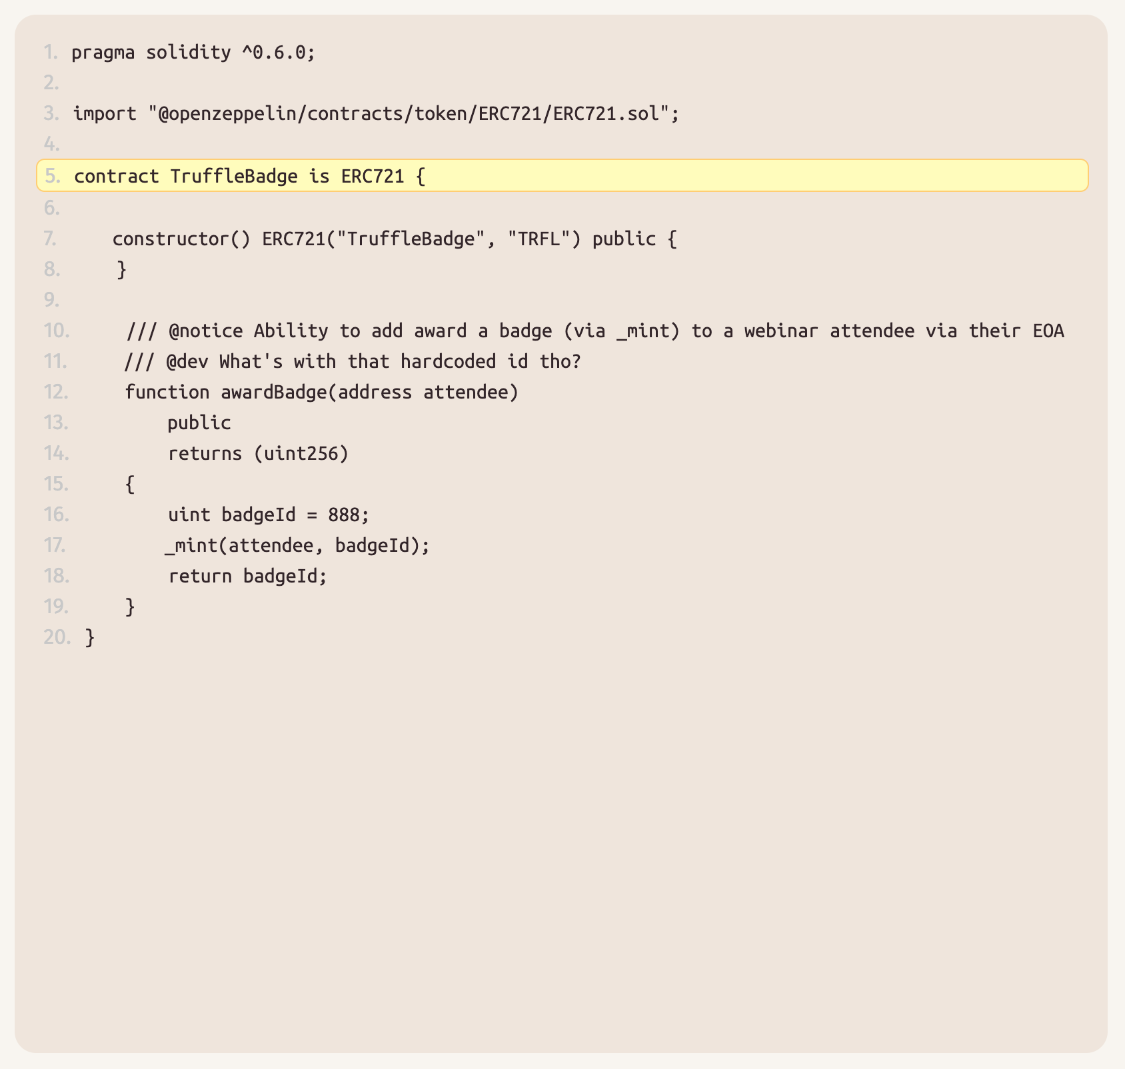 1. pragma solidity ^0.6.0;
2.
3. import "@openzeppelin/contracts/token/ERC721/ERC721.sol";
4.
5. contract TruffleBadge is ERC721 {
6.
7. constructor() ERC721("TruffleBadge", "TRFL") public {
8. }
9.
10. /// @notice Ability to add award a badge (via _mint) to a webinar attendee via their EOA
11. /// @dev What's with that hardcoded id tho?
12. function awardBadge(address attendee)
13. public
14. returns (uint256)
15. {
16. uint badgeId = 888;
17. _mint(attendee, badgeId);
18. return badgeId;
19. }
20. }